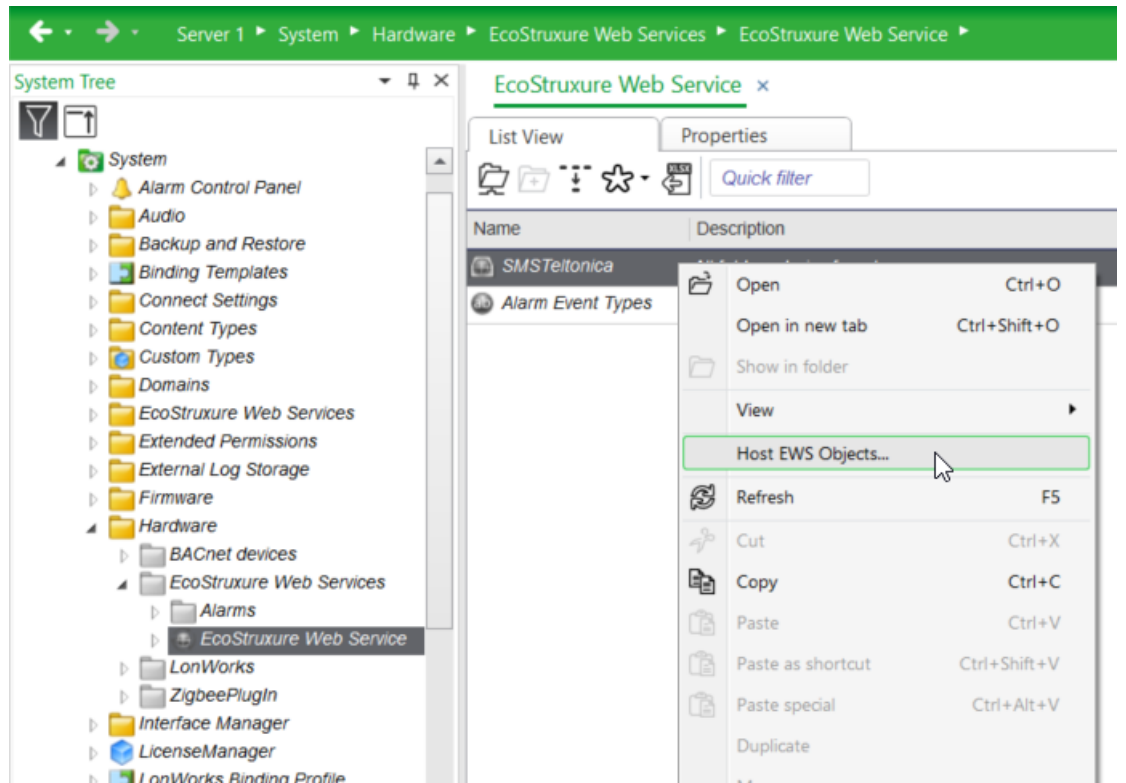 Server 1 System Hardware EcoStruxure Web Services EcoStruxure Web Service
System Tree
System
Alarm Control Panel
Audio
Backup and Restore
Binding Templates
Connect Settings
Content Types
Custom Types
Domains
EcoStruxure Web Services
Extended Permissions
External Log Storage
Firmware
Hardware
BACnet devices
EcoStruxure Web Services
Alarms
EcoStruxure Web Service
LonWorks
ZigbeePlugIn
Interface Manager
LicenseManager
LonWorks Binding Profile
EcoStruxure Web Service ×
List View Properties
XLSX Quick filter
Name Description
SMSTeltonica
Alarm Event Types
Open Ctrl+O
Open in new tab Ctrl+Shift+O
Show in folder
View
Host EWS Objects...
Refresh F5
Cut Ctrl+X
Copy Ctrl+C
Paste Ctrl+V
Paste as shortcut Ctrl+Shift+V
Paste special Ctrl+Alt+V
Duplicate